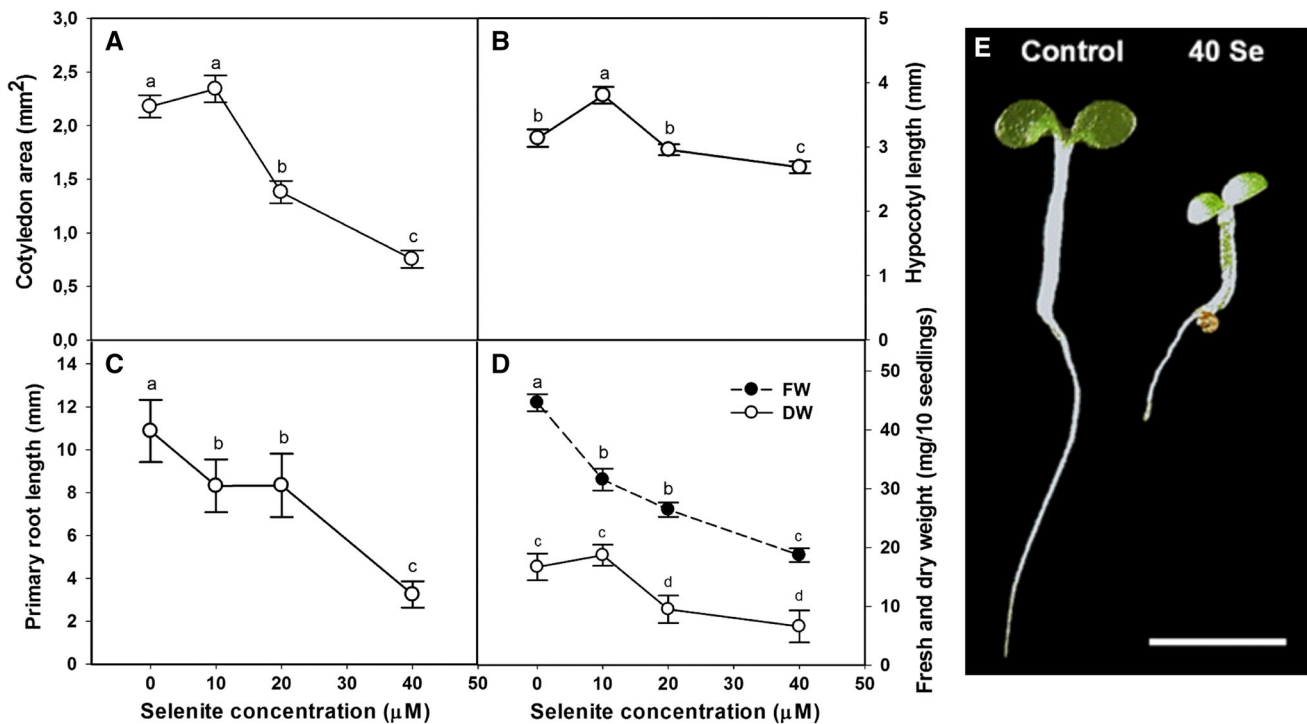 A
Cotyledon area (mm2)
3,0
2,5
2,0
1,5
1,0
0,5
0,0
a
a
b
c
B
b
a
b
c
5
4
3
2
1
0
Hypocotyl length (mm)
C
Primary root length (mm)
14
12
10
8
6
4
2
0
a
b
b
c
0 10 20 30 40 50
Selenite concentration (μM)
D
FW
DW
a
b
b
c
c
c
d
d
50
40
30
20
10
0
Fresh and dry weight (mg/10 seedlings)
0 10 20 30 40 50
Selenite concentration (μM)
E Control 40 Se